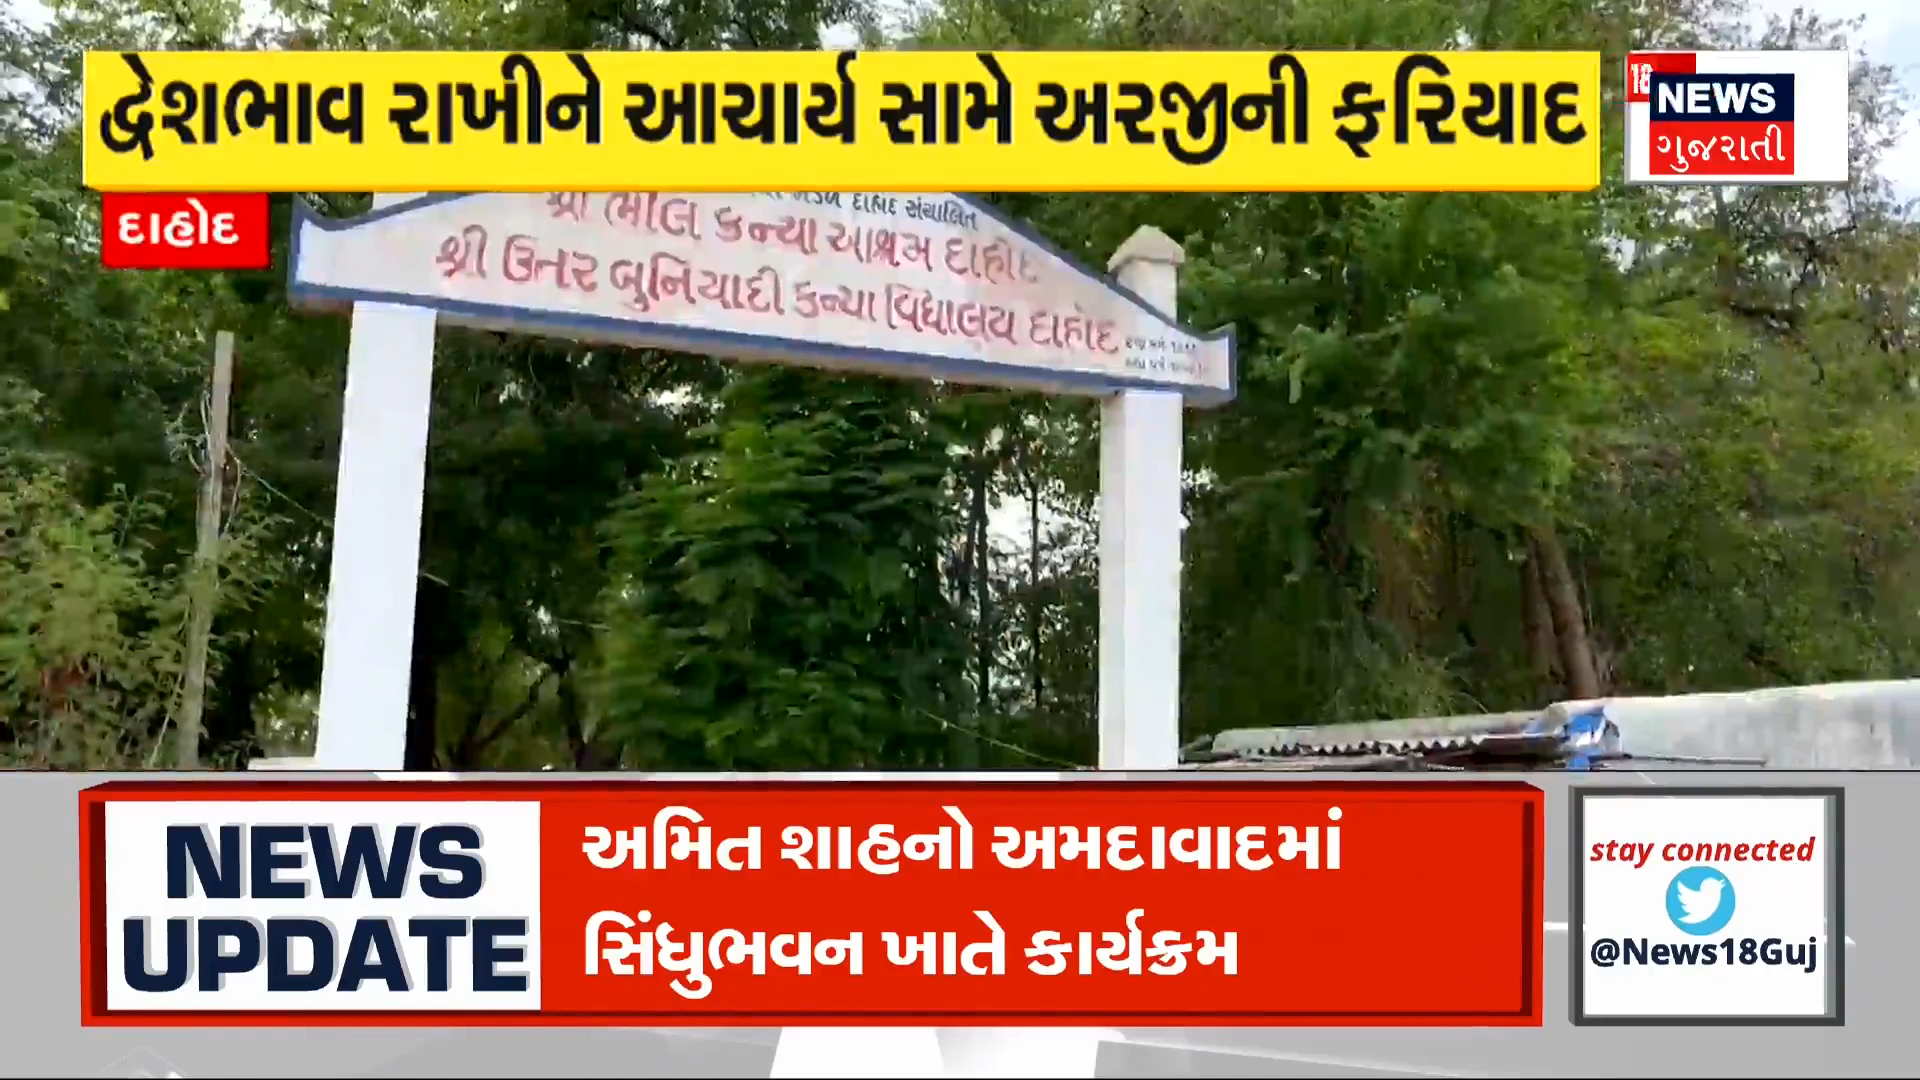 દ્વેશભાવ રાખીને આચાર્ય સામે અરજીની ફરિયાદ
18
NEWS
ગુજરાતી
દાહોદ
દાહોદ સંચાલિત
શ્રી ભીલ કન્યા આશ્રમ દાહોદ
શ્રી ઉત્તર બુનિયાદી કન્યા વિદ્યાલય દાહોદ
NEWS
UPDATE
અમિત શાહનો અમદાવાદમાં
સિંધુભવન ખાતે કાર્યક્રમ
stay connected
@News18Guj